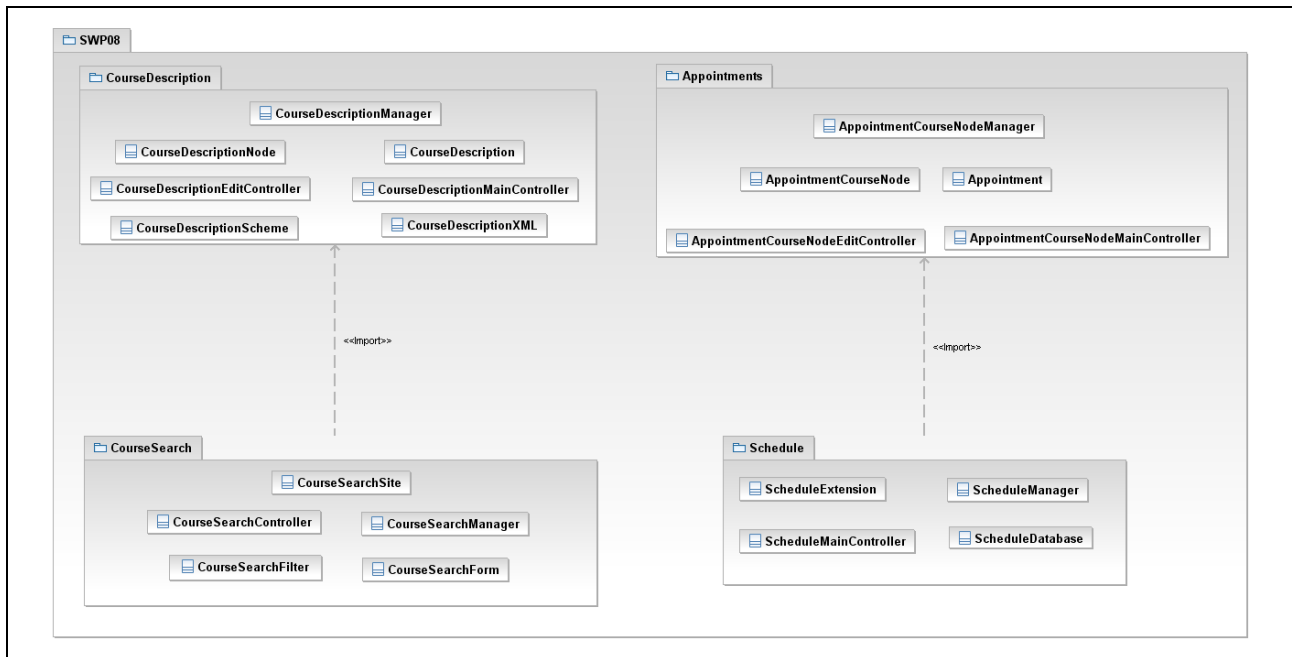 SWP08
CourseDescription
CourseDescriptionManager
CourseDescriptionNode
CourseDescription
CourseDescriptionEditController
CourseDescriptionMainController
CourseDescriptionScheme
CourseDescriptionXML
Appointments
AppointmentCourseNodeManager
AppointmentCourseNode
Appointment
AppointmentCourseNodeEditController
AppointmentCourseNodeMainController
<<Import>>
<<Import>>
CourseSearch
CourseSearchSite
CourseSearchController
CourseSearchManager
CourseSearchFilter
CourseSearchForm
Schedule
ScheduleExtension
ScheduleManager
ScheduleMainController
ScheduleDatabase